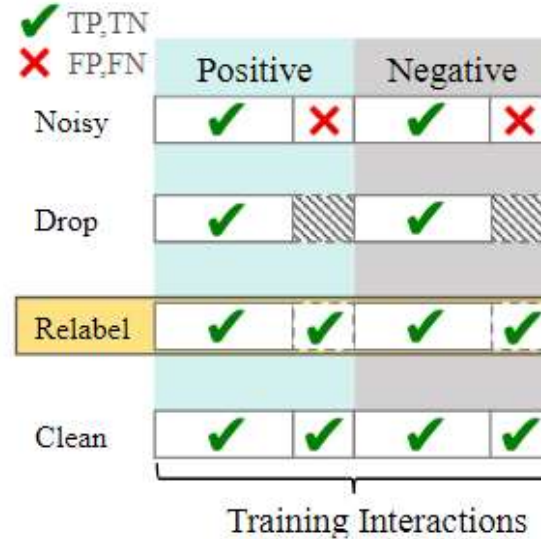 TP,TN
FP,FN
Positive Negative
Noisy
Drop
Relabel
Clean
Training Interactions